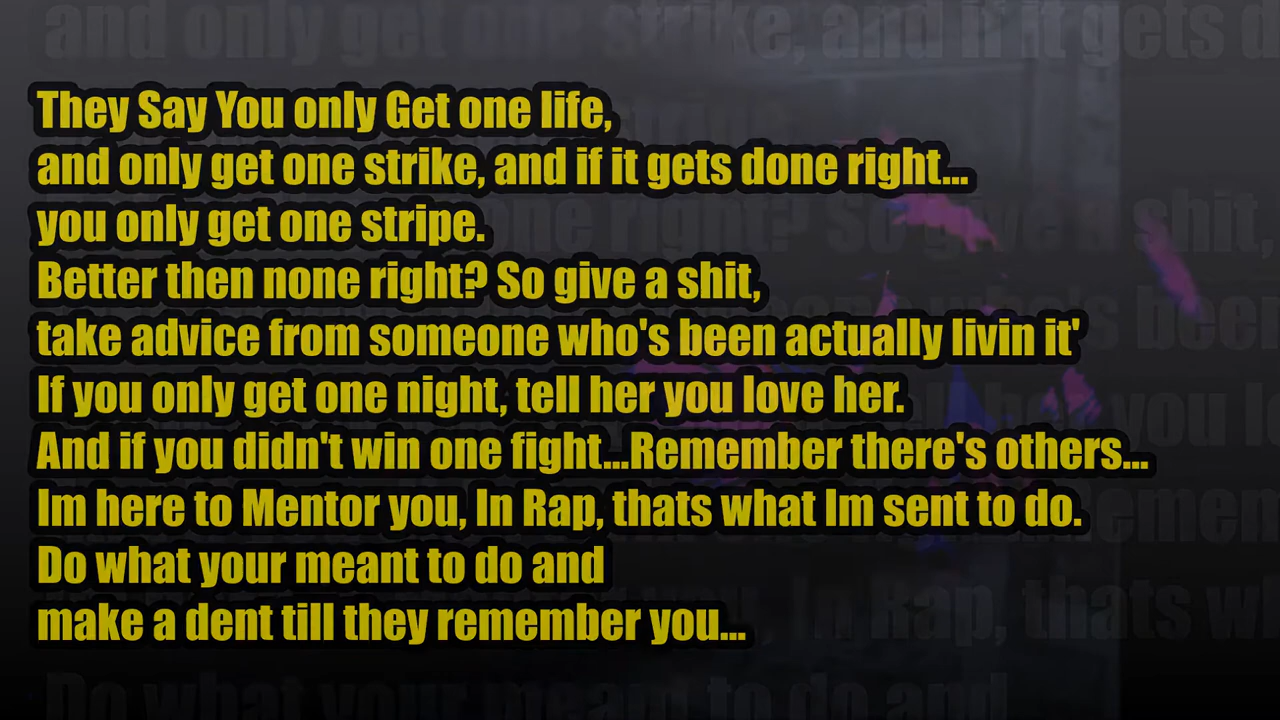 They Say You only Get one life,
and only get one strike, and if it gets done right...
you only get one stripe.
Better then none right? So give a shit,
take advice from someone who's been actually livin it'
If you only get one night, tell her you love her.
And if you didn't win one fight...Remember there's others...
Im here to Mentor you, In Rap, thats what Im sent to do.
Do what your meant to do and
make a dent till they remember you...